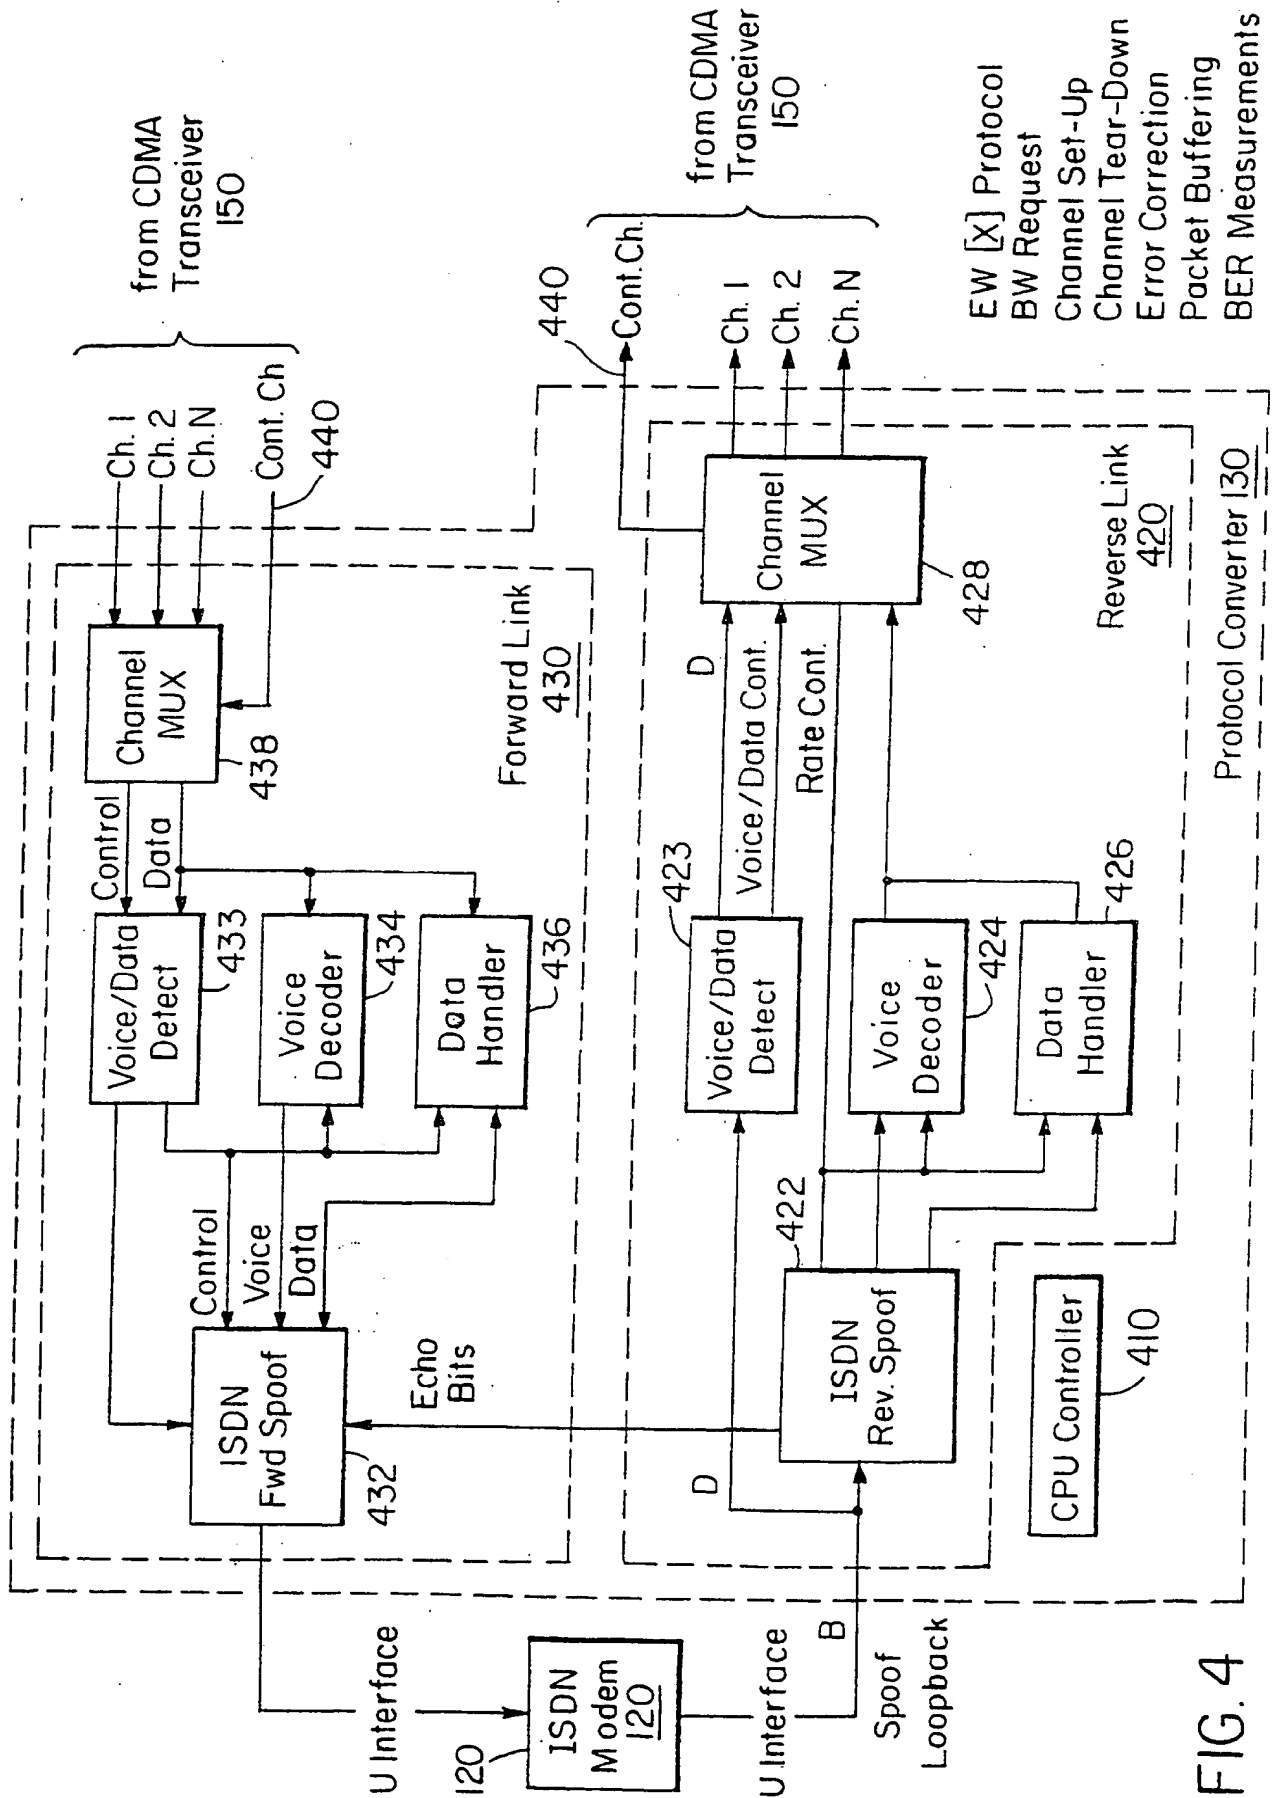 from CDMA
Transceiver
150
Ch. 1
Ch. 2
Ch. N
Cont. Ch
440
Channel
MUX
438
Control
Data
Voice/Data
Detect
433
Voice
Decoder
434
Data
Handler
436
Forward Link
430
Control
Voice
Data
ISDN
Fwd Spoof
432
Echo
Bits
U Interface
120
ISDN
Modem
120
U Interface
B
Spoof
Loopback
D
ISDN
Rev. Spoof
422
Voice/Data
Detect
423
Voice
Decoder
424
Data
Handler
426
D
Voice/Data Cont.
Rate Cont.
Channel
MUX
428
440
Cont. Ch.
Ch. 1
Ch. 2
Ch. N
from CDMA
Transceiver
150
Reverse Link
420
CPU Controller
410
Protocol Converter 130
EW [X] Protocol
BW Request
Channel Set-Up
Channel Tear-Down
Error Correction
Packet Buffering
BER Measurements
FIG. 4